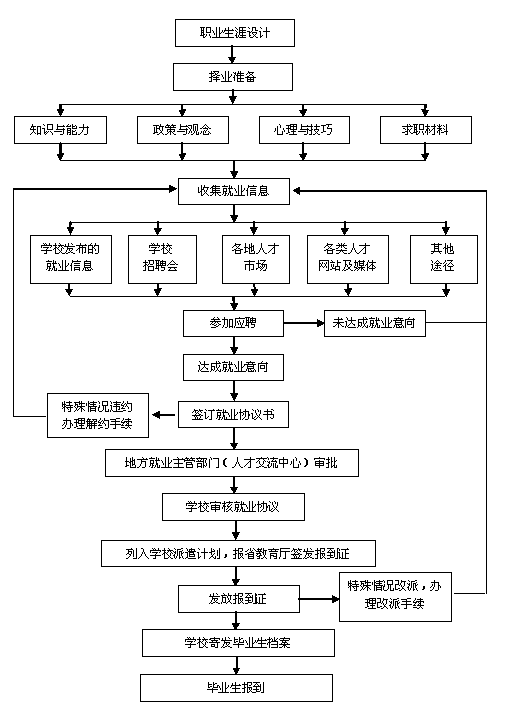 职业生涯设计
择业准备
知识与能力
政策与观念
心理与技巧
求职材料
收集就业信息
学校发布的
就业信息
学校
招聘会
各地人才
市场
各类人才
网站及媒体
其他
途径
参加应聘
未达成就业意向
达成就业意向
特殊情况违约
办理解约手续
签订就业协议书
地方就业主管部门(人才交流中心)审批
学校审核就业协议
列入学校派遣计划,报省教育厅签发报到证
发放报到证
特殊情况改派,办
理改派手续
学校寄发毕业生档案
毕业生报到